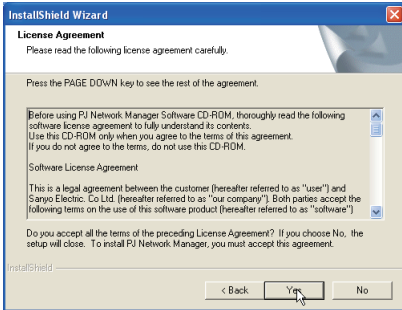 InstallShield Wizard
License Agreement
Please read the following license agreement carefully.
Press the PAGE DOWN key to see the rest of the agreement.
Before using PJ Network Manager Software CD-ROM, thoroughly read the following
software license agreement to fully understand its contents.
Use this CD-ROM only when you agree to the terms of this agreement.
If you do not agree to the terms, do not use this CD-ROM.
Software License Agreement
This is a legal agreement between the customer (hereafter referred to as "user") and
Sanyo Electric. Co Ltd. (hereafter referred to as "our company"). Both parties accept the
following terms on the use of this software product (hereafter referred to as "software")
Do you accept all the terms of the preceding License Agreement? If you choose No, the
setup will close. To install PJ Network Manager, you must accept this agreement.
InstallShield
< Back Yes No